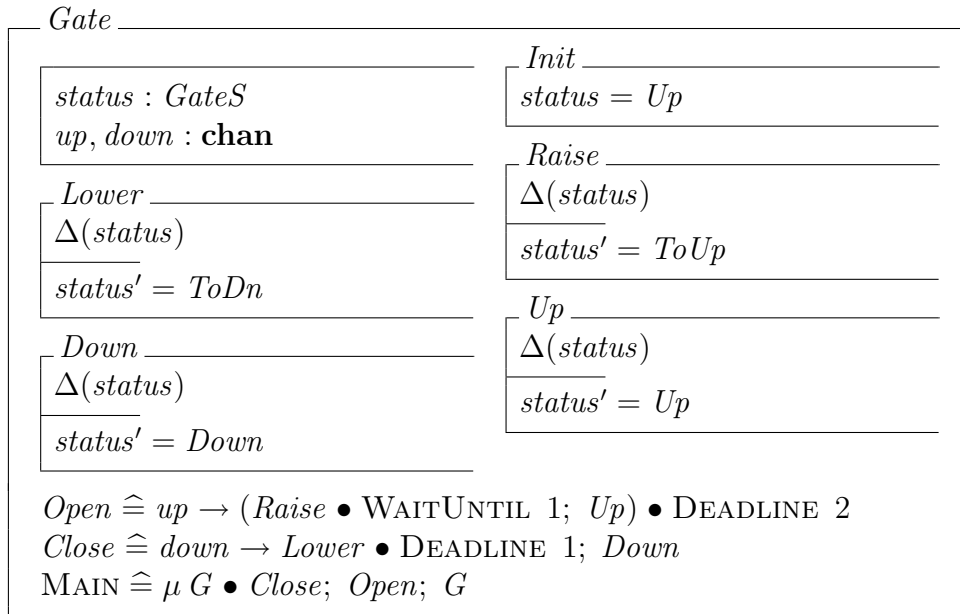 Gate
status : GateS
up, down : chan
Init
status = Up
Lower
Δ(status)
status′ = ToDn
Raise
Δ(status)
status′ = ToUp
Down
Δ(status)
status′ = Down
Up
Δ(status)
status′ = Up
Open ≙ up → (Raise • WAITUNTIL 1; Up) • DEADLINE 2
Close ≙ down → Lower • DEADLINE 1; Down
MAIN ≙ μ G • Close; Open; G